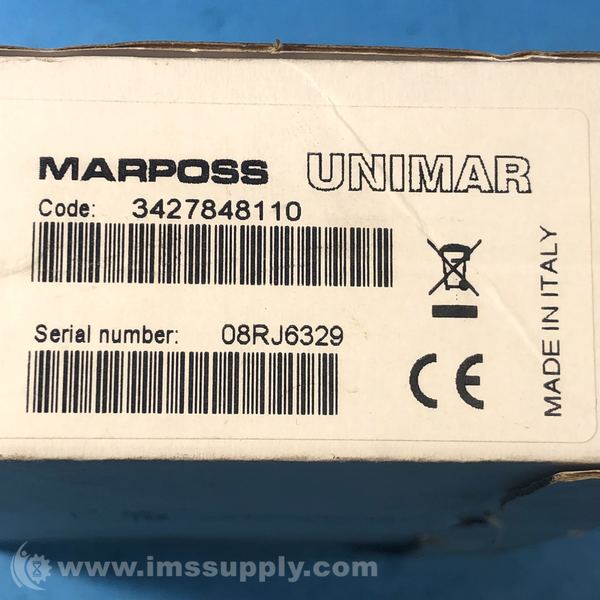 MARPOSS UNIMAR
Code: 3427848110
Serial number: 08RJ6329
CE
MADE IN ITALY
www.imssupply.com